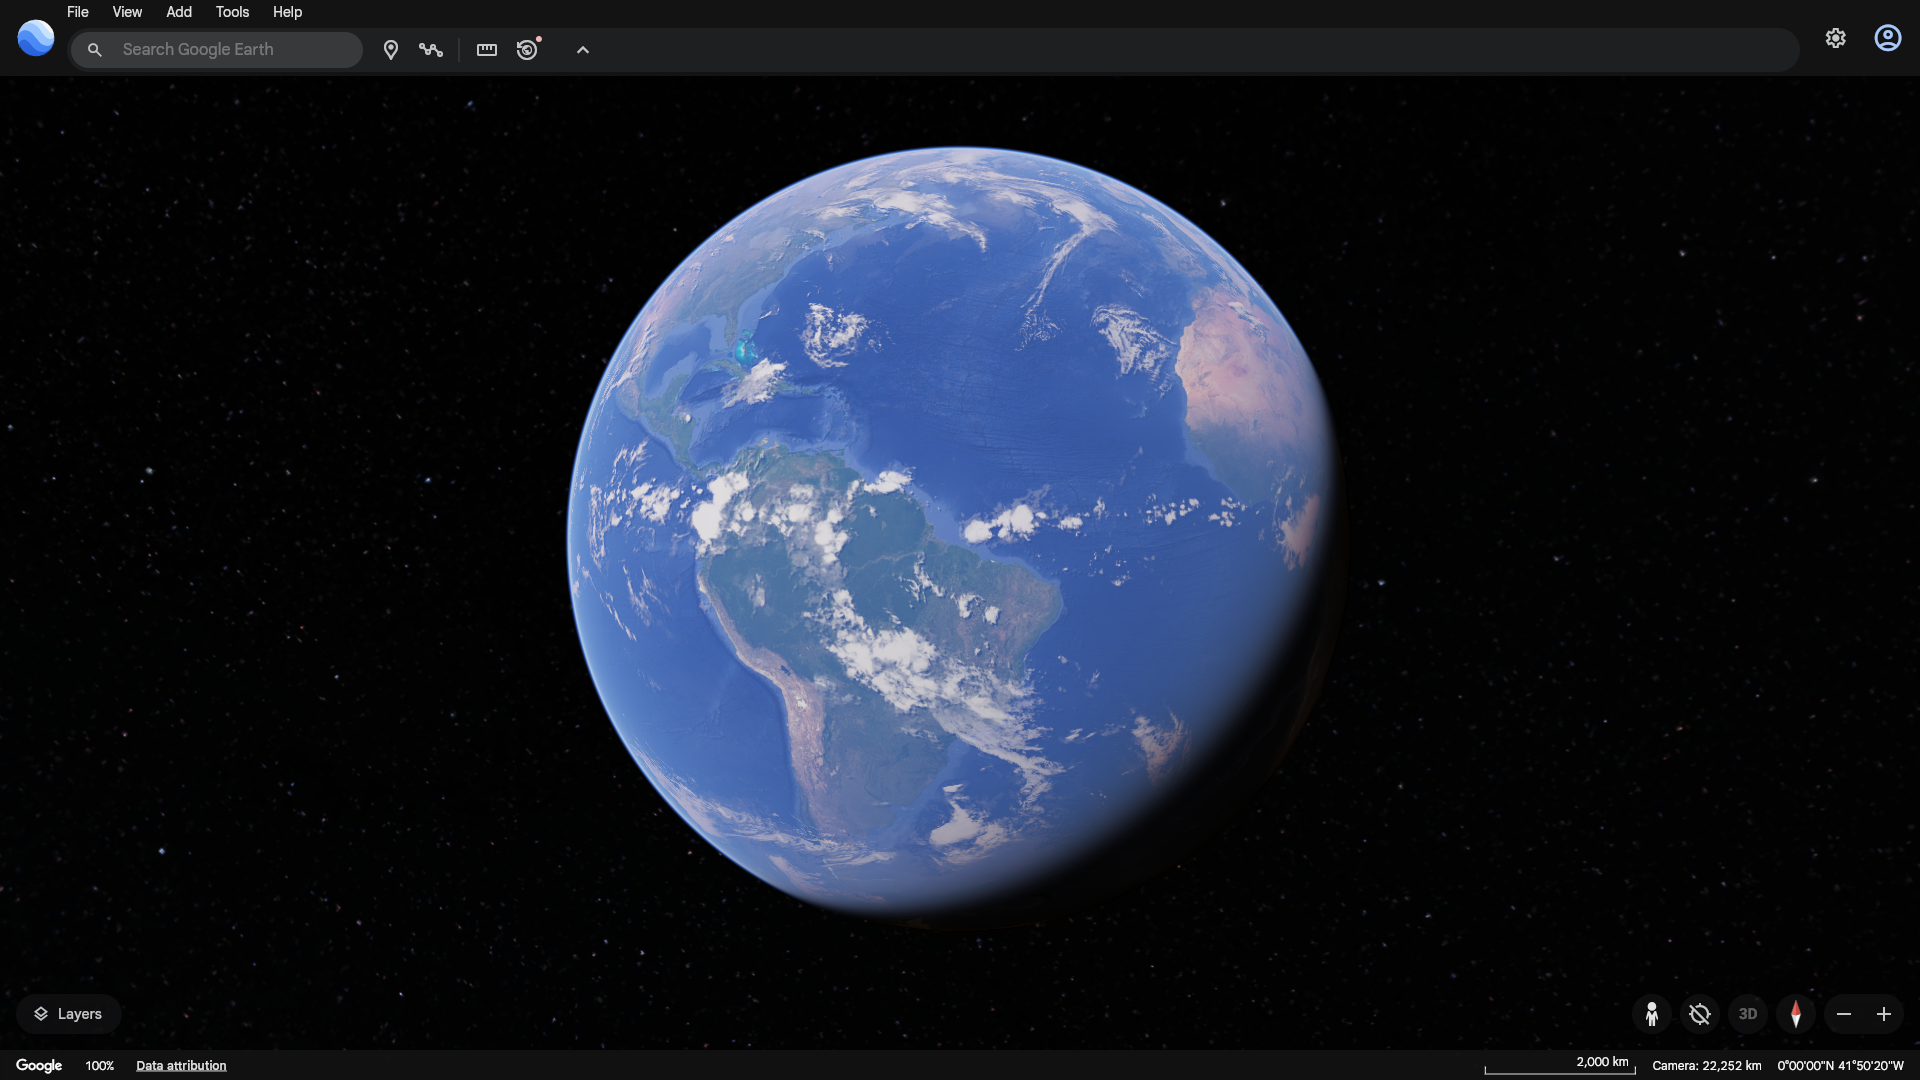 File View Add Tools Help
Search Google Earth
Layers
3D
Google 100% Data attribution 2,000 km Camera: 22,252 km 0°00'00"N 41°50'20"W